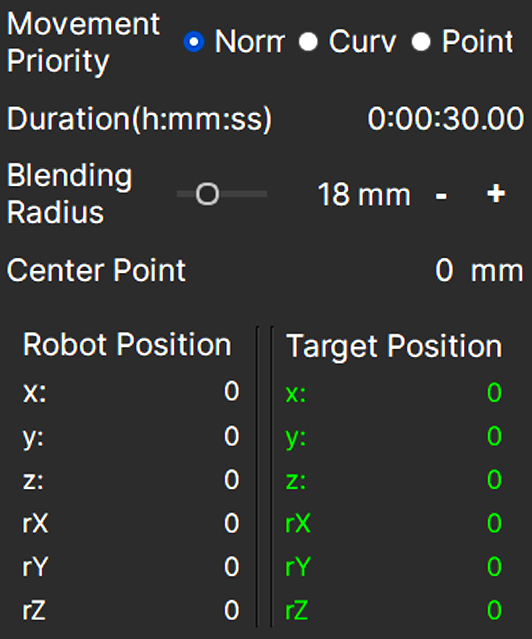 Movement
Priority
Norm Curv Point
Duration(h:mm:ss) 0:00:30.00
Blending
Radius
18 mm - +
Center Point 0 mm
Robot Position Target Position
x: 0 x: 0
y: 0 y: 0
z: 0 z: 0
rX 0 rX 0
rY 0 rY 0
rZ 0 rZ 0